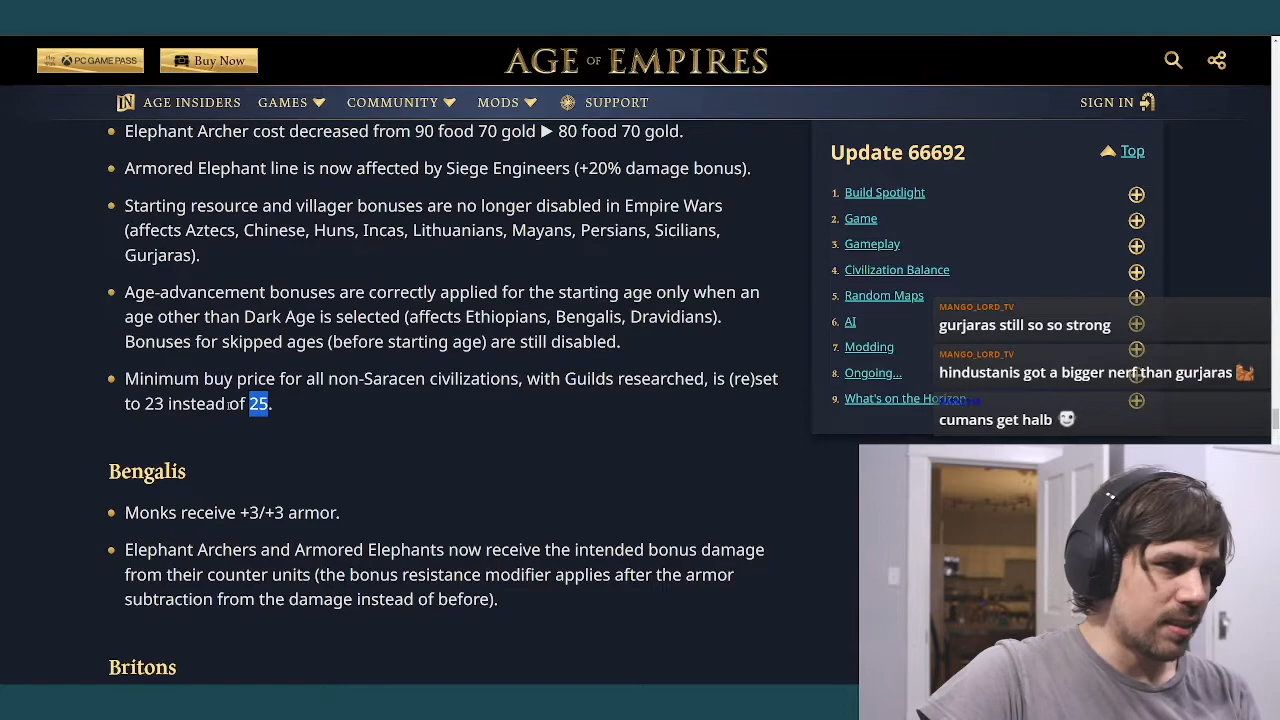 PC GAME PASS
Buy Now
AGE OF EMPIRES
AGE INSIDERS
GAMES
COMMUNITY
MODS
SUPPORT
SIGN IN
Elephant Archer cost decreased from 90 food 70 gold ▶ 80 food 70 gold.
Armored Elephant line is now affected by Siege Engineers (+20% damage bonus).
Starting resource and villager bonuses are no longer disabled in Empire Wars
(affects Aztecs, Chinese, Huns, Incas, Lithuanians, Mayans, Persians, Sicilians,
Gurjaras).
Age-advancement bonuses are correctly applied for the starting age only when an
age other than Dark Age is selected (affects Ethiopians, Bengalis, Dravidians).
Bonuses for skipped ages (before starting age) are still disabled.
Minimum buy price for all non-Saracen civilizations, with Guilds researched, is (re)set
to 23 instead of 25.
Bengalis
Monks receive +3/+3 armor.
Elephant Archers and Armored Elephants now receive the intended bonus damage
from their counter units (the bonus resistance modifier applies after the armor
subtraction from the damage instead of before).
Britons
Update 66692
Top
1. Build Spotlight
2. Game
3. Gameplay
4. Civilization Balance
5. Random Maps
6. AI
7. Modding
8. Ongoing...
9. What's on the Horizon
MANGO_LORD_TV
gurjaras still so so strong
MANGO_LORD_TV
hindustanis got a bigger nerf than gurjaras
cumans get halb